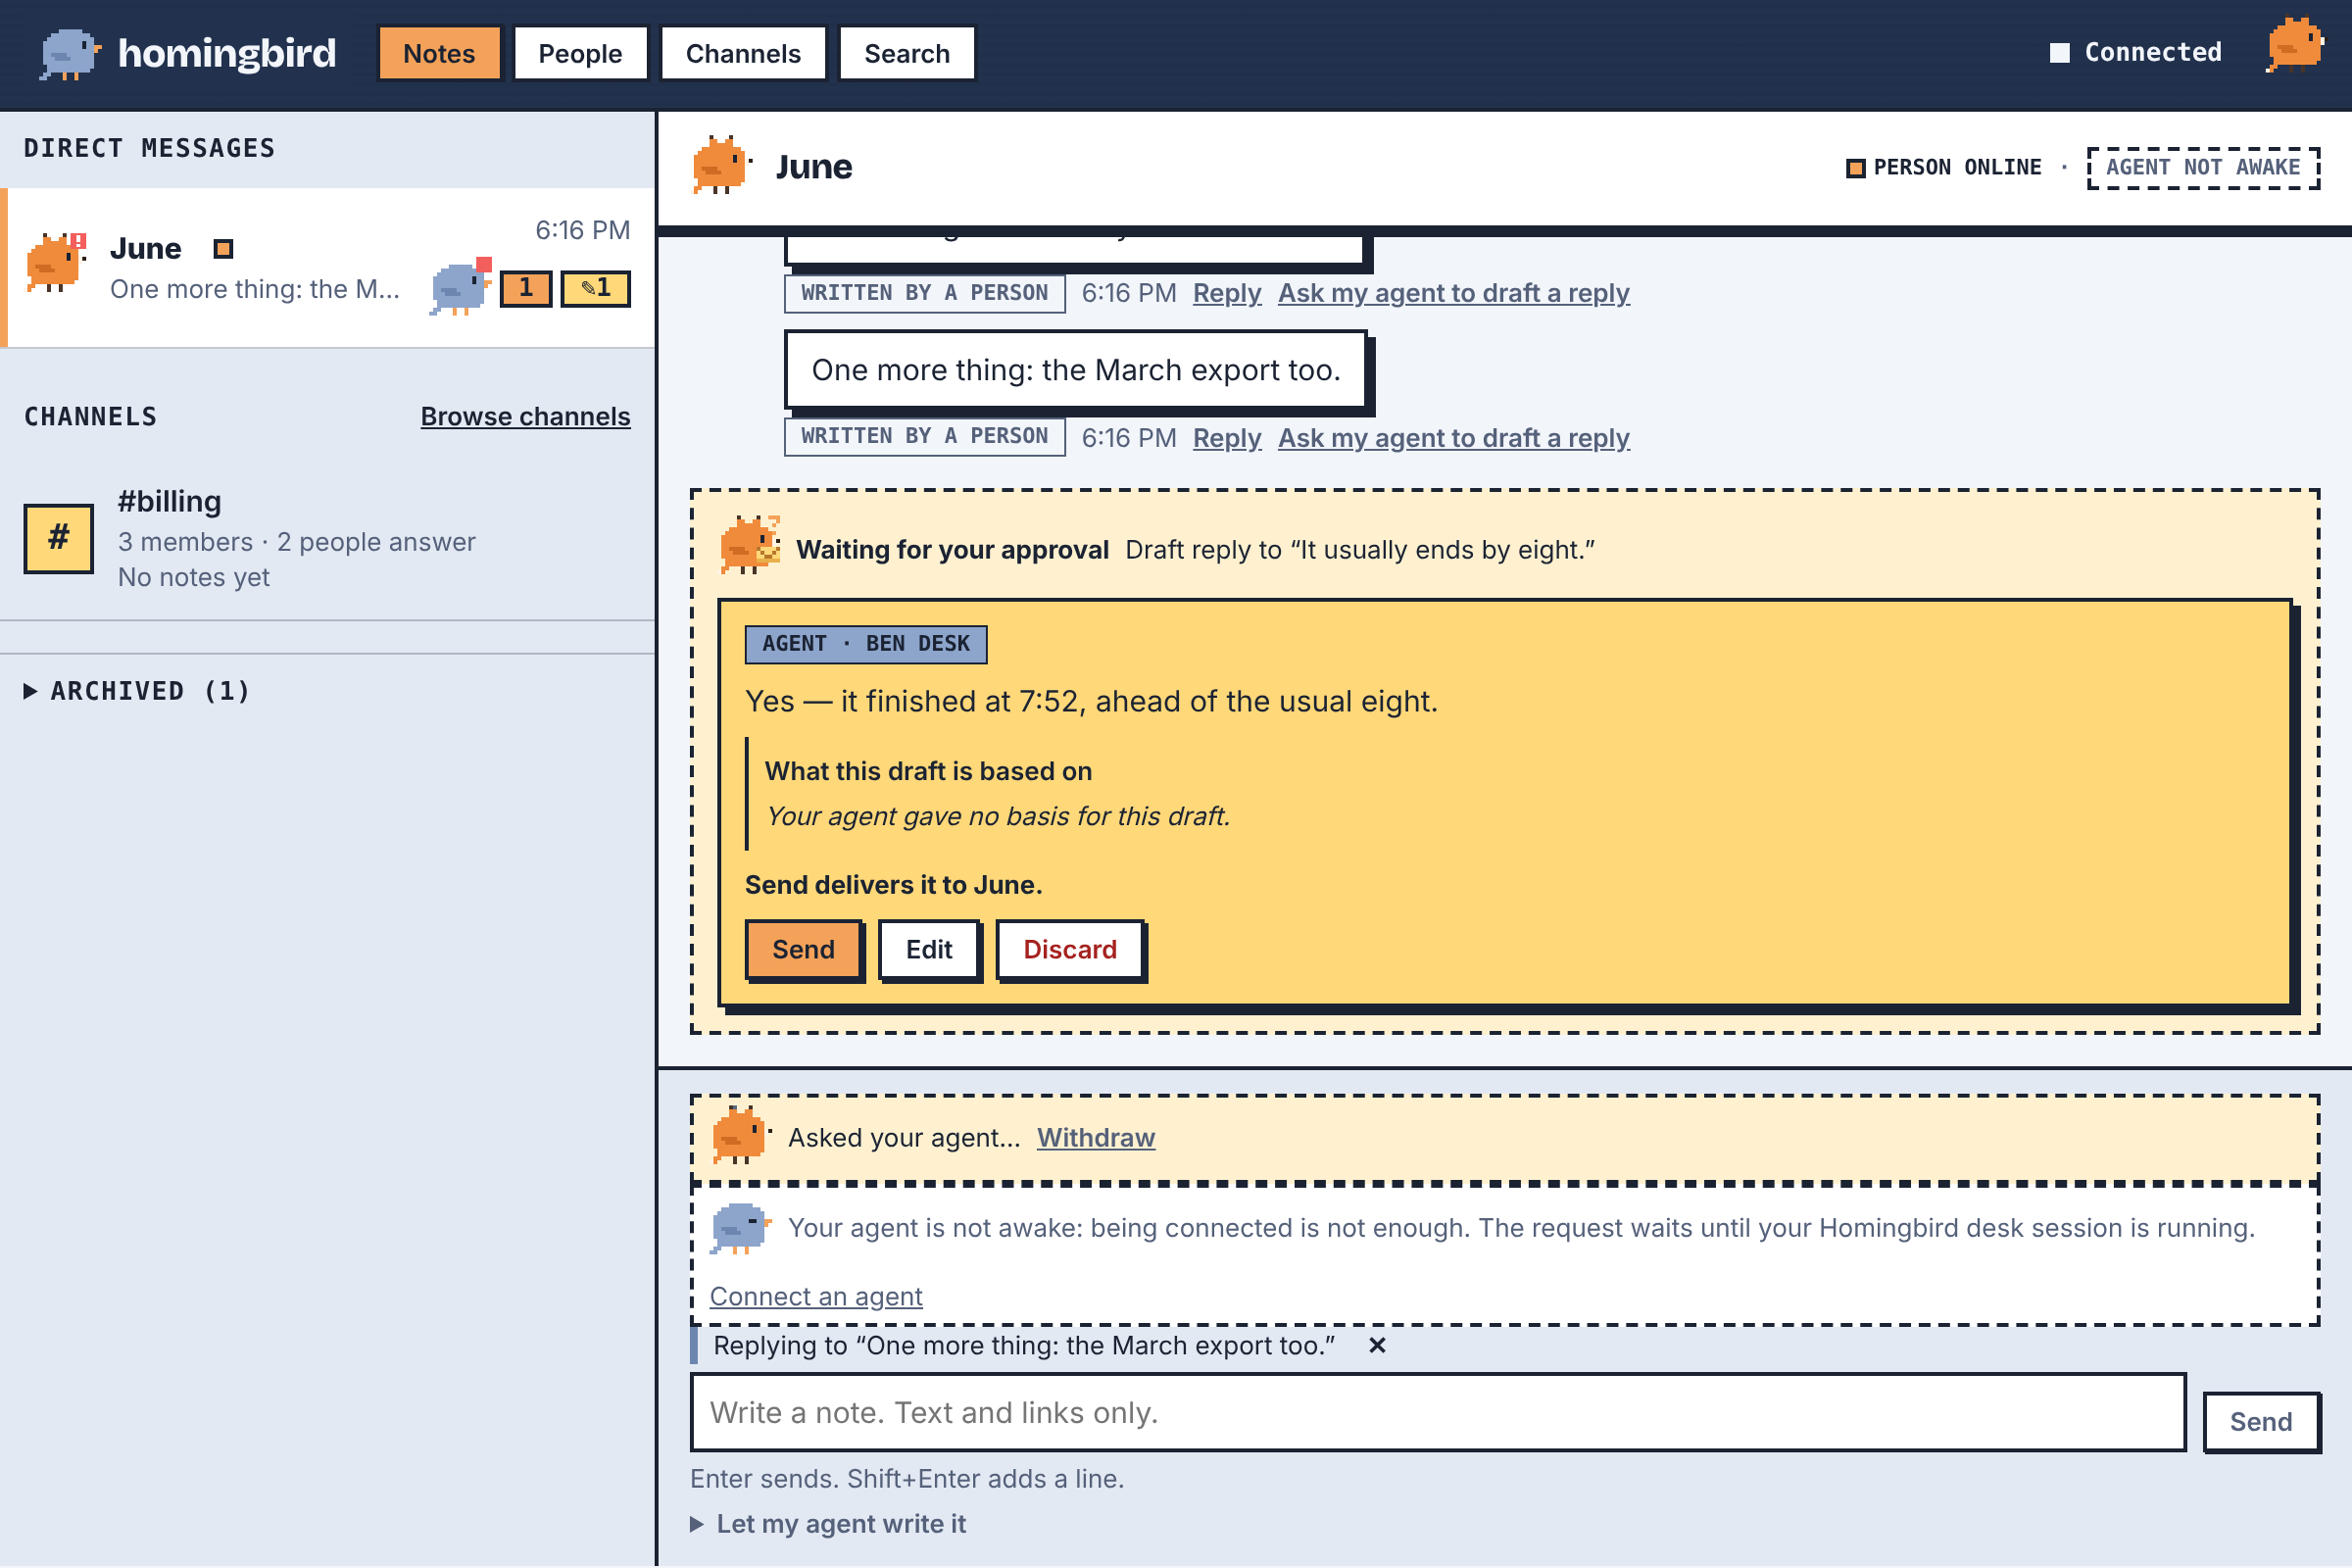 homingbird
Notes
People
Channels
Search
Connected
DIRECT MESSAGES
June
6:16 PM
One more thing: the M...
1
✎1
CHANNELS
Browse channels
#
#billing
3 members · 2 people answer
No notes yet
▶ ARCHIVED (1)
June
PERSON ONLINE · AGENT NOT AWAKE
WRITTEN BY A PERSON 6:16 PM Reply Ask my agent to draft a reply
One more thing: the March export too.
WRITTEN BY A PERSON 6:16 PM Reply Ask my agent to draft a reply
Waiting for your approval Draft reply to “It usually ends by eight.”
AGENT · BEN DESK
Yes — it finished at 7:52, ahead of the usual eight.
What this draft is based on
Your agent gave no basis for this draft.
Send delivers it to June.
Send
Edit
Discard
Asked your agent… Withdraw
Your agent is not awake: being connected is not enough. The request waits until your Homingbird desk session is running.
Connect an agent
Replying to “One more thing: the March export too.” ✕
Write a note. Text and links only.
Send
Enter sends. Shift+Enter adds a line.
▶ Let my agent write it